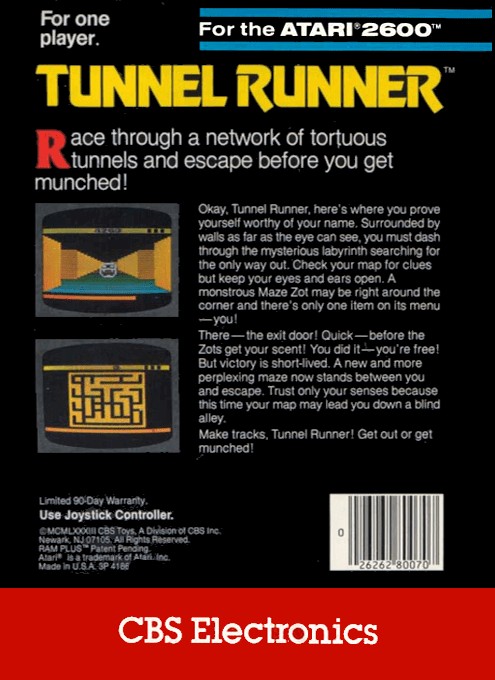 For one
player.
For the ATARI® 2600™
TUNNEL RUNNER™
Race through a network of tortuous
tunnels and escape before you get
munched!
Okay, Tunnel Runner, here's where you prove
yourself worthy of your name. Surrounded by
walls as far as the eye can see, you must dash
through the mysterious labyrinth searching for
the only way out. Check your map for clues
but keep your eyes and ears open. A
monstrous Maze Zot may be right around the
corner and there's only one item on its menu
—you!
There—the exit door! Quick—before the
Zots get your scent! You did it—you're free!
But victory is short-lived. A new and more
perplexing maze now stands between you
and escape. Trust only your senses because
this time your map may lead you down a blind
alley.
Make tracks, Tunnel Runner! Get out or get
munched!
Limited 90-Day Warranty.
Use Joystick Controller.
©MCMLXXXIII CBS Toys, A Division of CBS Inc.
Newark, NJ 07105. All Rights Reserved.
RAM PLUS™ Patent Pending.
Atari® is a trademark of Atari, Inc.
Made in U.S.A. 3P 4166
0
26262 80070
CBS Electronics